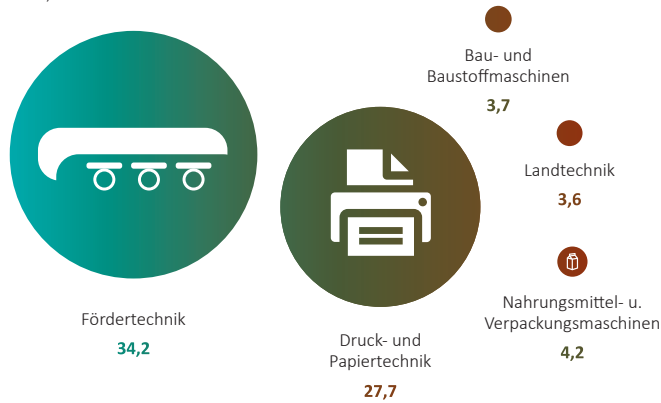 Bau- und
Baustoffmaschinen
3,7
Landtechnik
3,6
Nahrungsmittel- u.
Verpackungsmaschinen
4,2
Fördertechnik
34,2
Druck- und
Papiertechnik
27,7